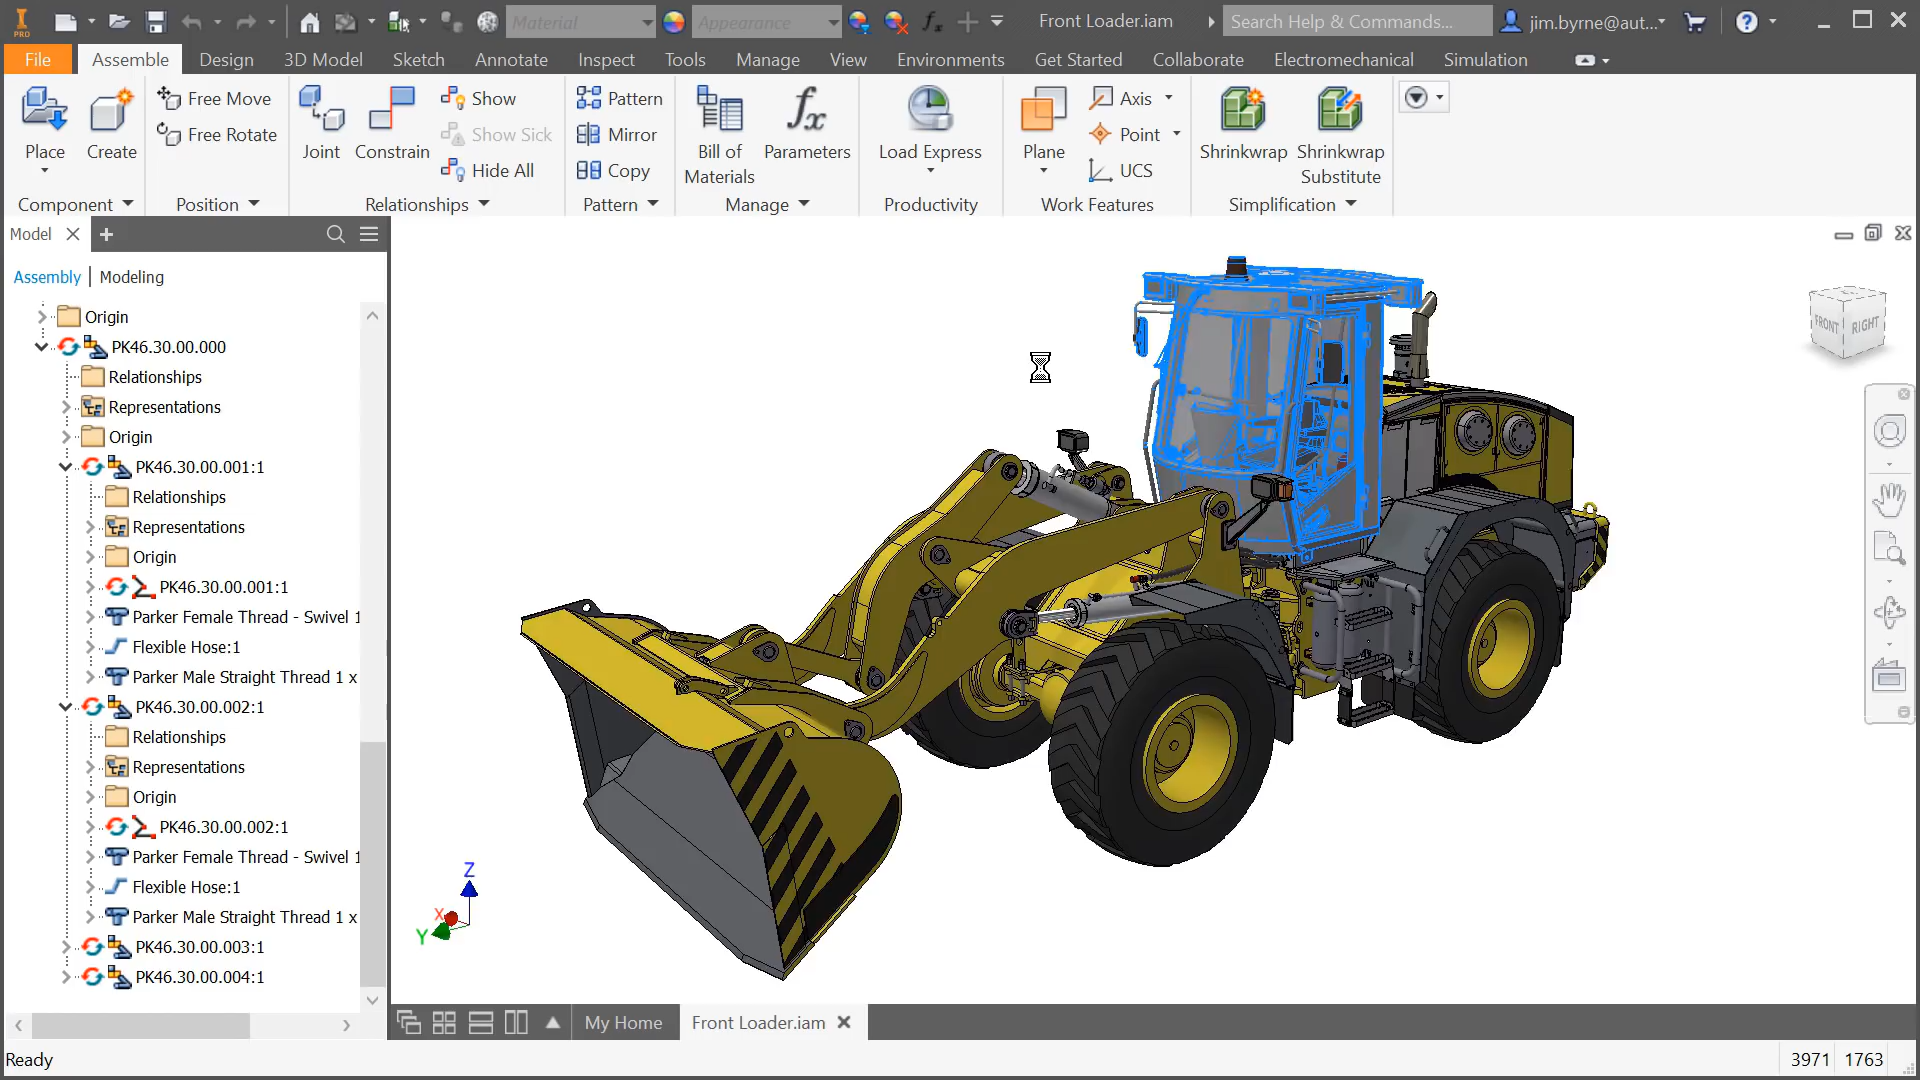 PRO
Material
Appearance
Front Loader.iam
Search Help & Commands...
jim.byrne@aut...
File
Assemble
Design
3D Model
Sketch
Annotate
Inspect
Tools
Manage
View
Environments
Get Started
Collaborate
Electromechanical
Simulation
Place
Create
Free Move
Free Rotate
Joint
Constrain
Show
Show Sick
Hide All
Pattern
Mirror
Copy
Bill of
Materials
fx
Parameters
Load Express
Plane
Axis
Point
UCS
Shrinkwrap
Shrinkwrap
Substitute
Component
Position
Relationships
Pattern
Manage
Productivity
Work Features
Simplification
Model
Assembly | Modeling
Origin
PK46.30.00.000
Relationships
Representations
Origin
PK46.30.00.001:1
Relationships
Representations
Origin
PK46.30.00.001:1
Parker Female Thread - Swivel 1
Flexible Hose:1
Parker Male Straight Thread 1 x
PK46.30.00.002:1
Relationships
Representations
Origin
PK46.30.00.002:1
Parker Female Thread - Swivel 1
Flexible Hose:1
Parker Male Straight Thread 1 x
PK46.30.00.003:1
PK46.30.00.004:1
FRONT
RIGHT
Z
X
Y
My Home
Front Loader.iam
Ready
3971
1763